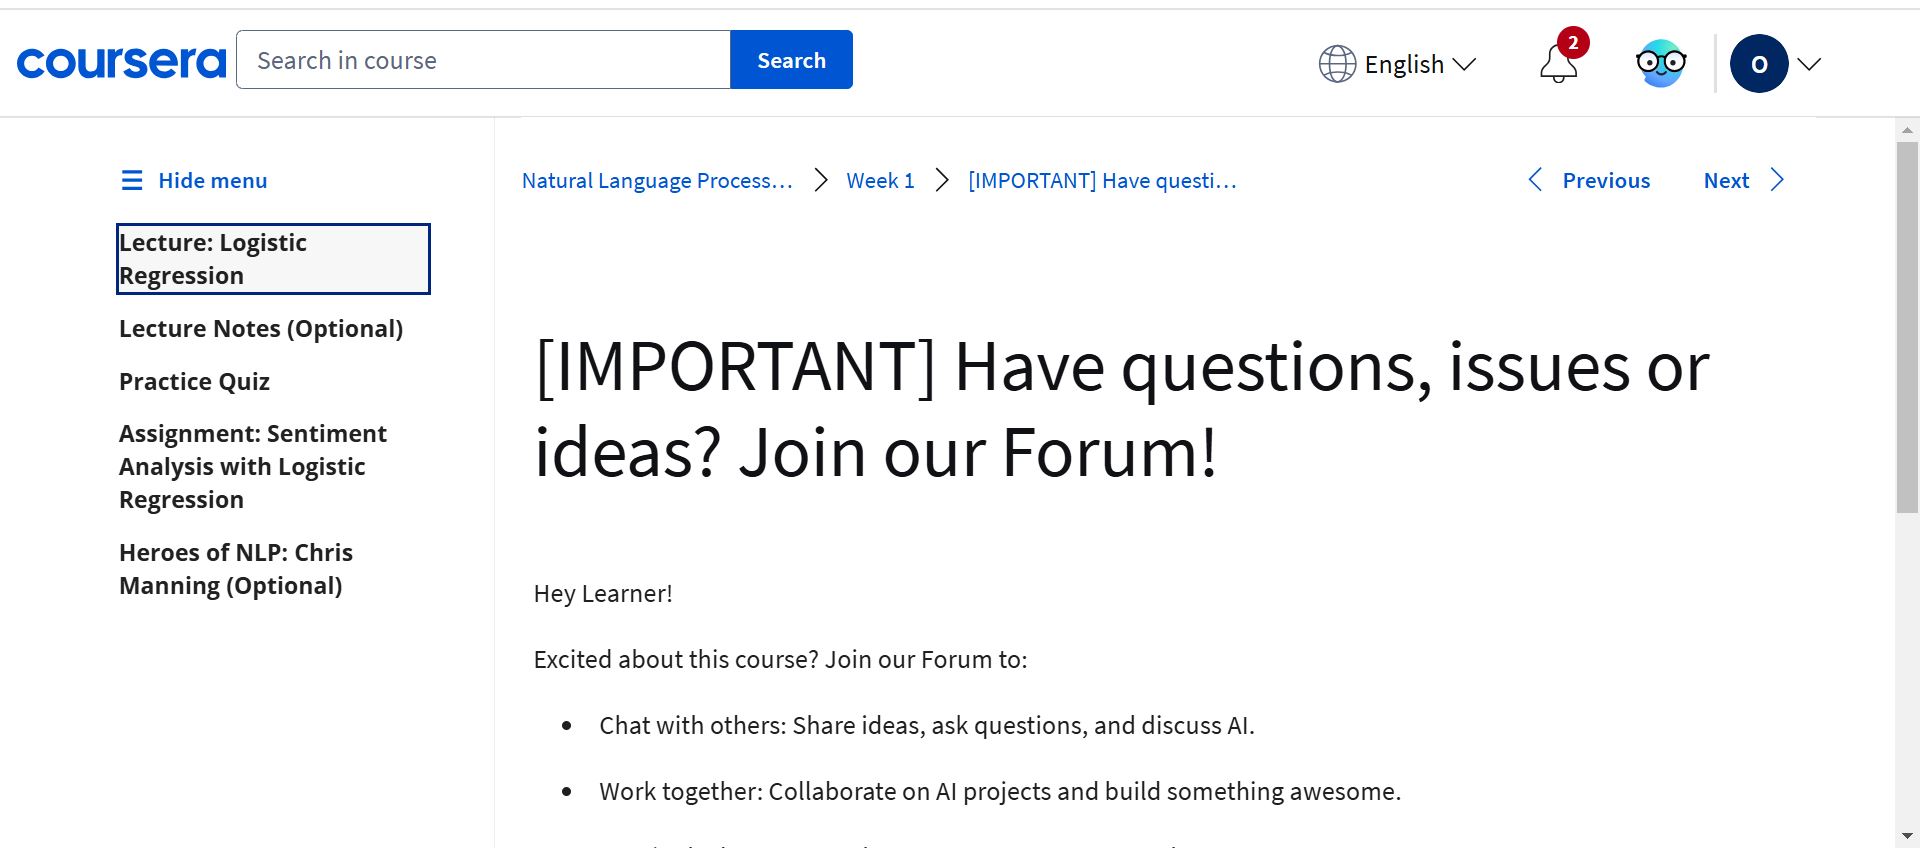 coursera
Search in course
Search
English
2
O
Hide menu
Lecture: Logistic
Regression
Lecture Notes (Optional)
Practice Quiz
Assignment: Sentiment
Analysis with Logistic
Regression
Heroes of NLP: Chris
Manning (Optional)
Natural Language Process...
Week 1
[IMPORTANT] Have questi...
Previous
Next
[IMPORTANT] Have questions, issues or
ideas? Join our Forum!
Hey Learner!
Excited about this course? Join our Forum to:
• Chat with others: Share ideas, ask questions, and discuss AI.
• Work together: Collaborate on AI projects and build something awesome.